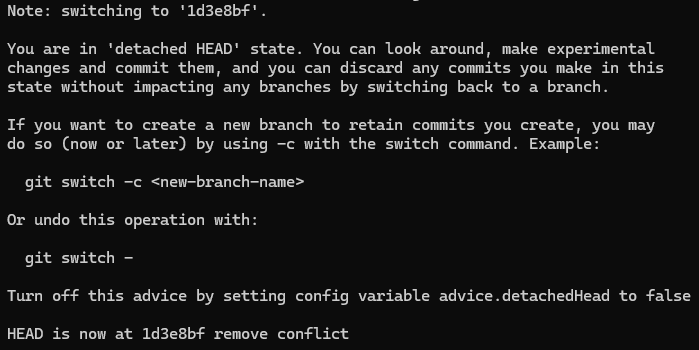 Note: switching to '1d3e8bf'.
You are in 'detached HEAD' state. You can look around, make experimental
changes and commit them, and you can discard any commits you make in this
state without impacting any branches by switching back to a branch.
If you want to create a new branch to retain commits you create, you may
do so (now or later) by using -c with the switch command. Example:
git switch -c <new-branch-name>
Or undo this operation with:
git switch -
Turn off this advice by setting config variable advice.detachedHead to false
HEAD is now at 1d3e8bf remove conflict